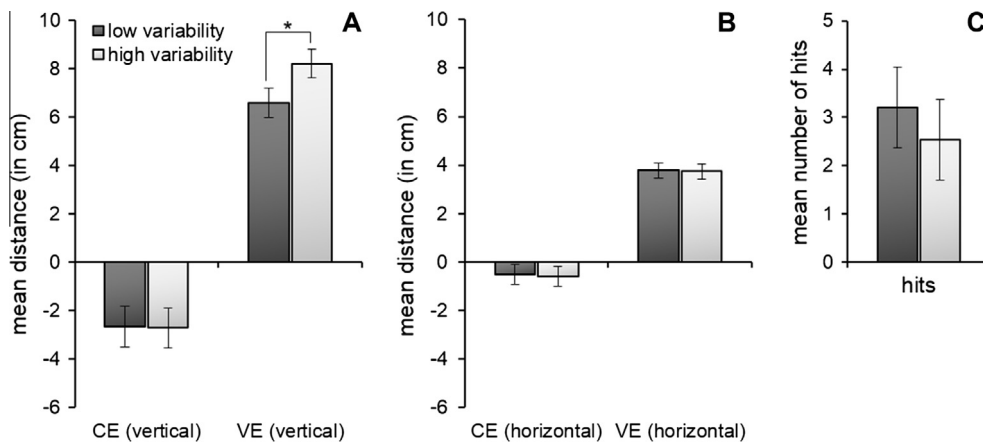 A
low variability
high variability
*
mean distance (in cm)
10
8
6
4
2
0
-2
-4
-6
CE (vertical) VE (vertical)
B
mean distance (in cm)
10
8
6
4
2
0
-2
-4
-6
CE (horizontal) VE (horizontal)
C
mean number of hits
5
4
3
2
1
0
hits